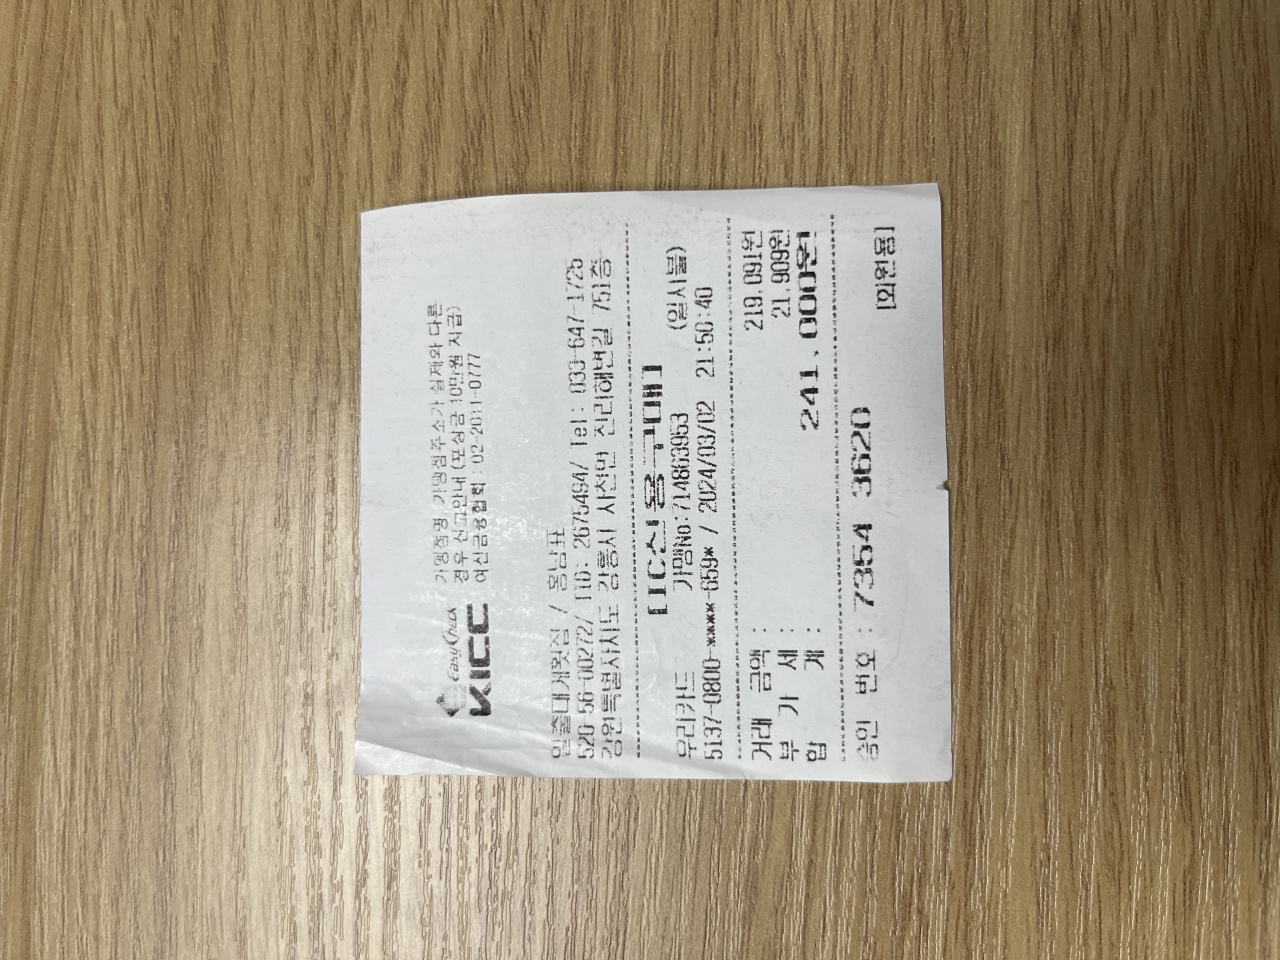 easy Check
KICC
가맹점명, 가맹점주소가 실제와 다른
경우 신고안내 (포상금 10만원 지급)
여신금융협회 : 02-2011-0777
일출대게횟집 / 홍남표
520-56-00272/ TID: 2675494/ Tel: 033-647-1725
강원특별자치도 강릉시 사천면 진리해변길 751층
[IC신용구매]
우리카드 가맹No:714863953 (일시불)
5137-0800-****-659* / 2024/03/02 21:50:40
거래 금액 : 219,091원
부 가 세 : 21,909원
합 계 : 241,000원
승인 번호 : 7354 3620
[회원용]